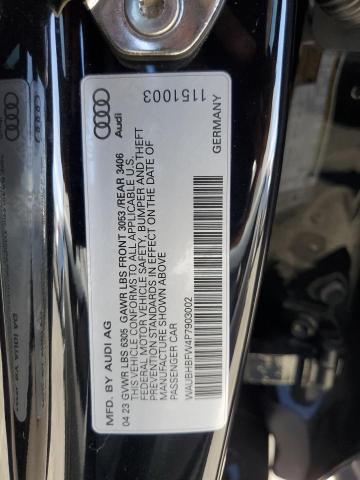 Audi
1151003
MFD. BY AUDI AG
04 23 GVWR LBS 6305 GAWR LBS FRONT 3053 /REAR 3406
THIS CONFORMS TO ALL APPLICABLE U.S.
FEDERAL MOTOR VEHICLE SAFETY, BUMPER AND THEFT
PREVENTION STANDARDS IN EFFECT ON THE DATE OF
MANUFACTURE SHOWN ABOVE
PASSENGER CAR
WAUBHBFW4P7903002
GERMANY